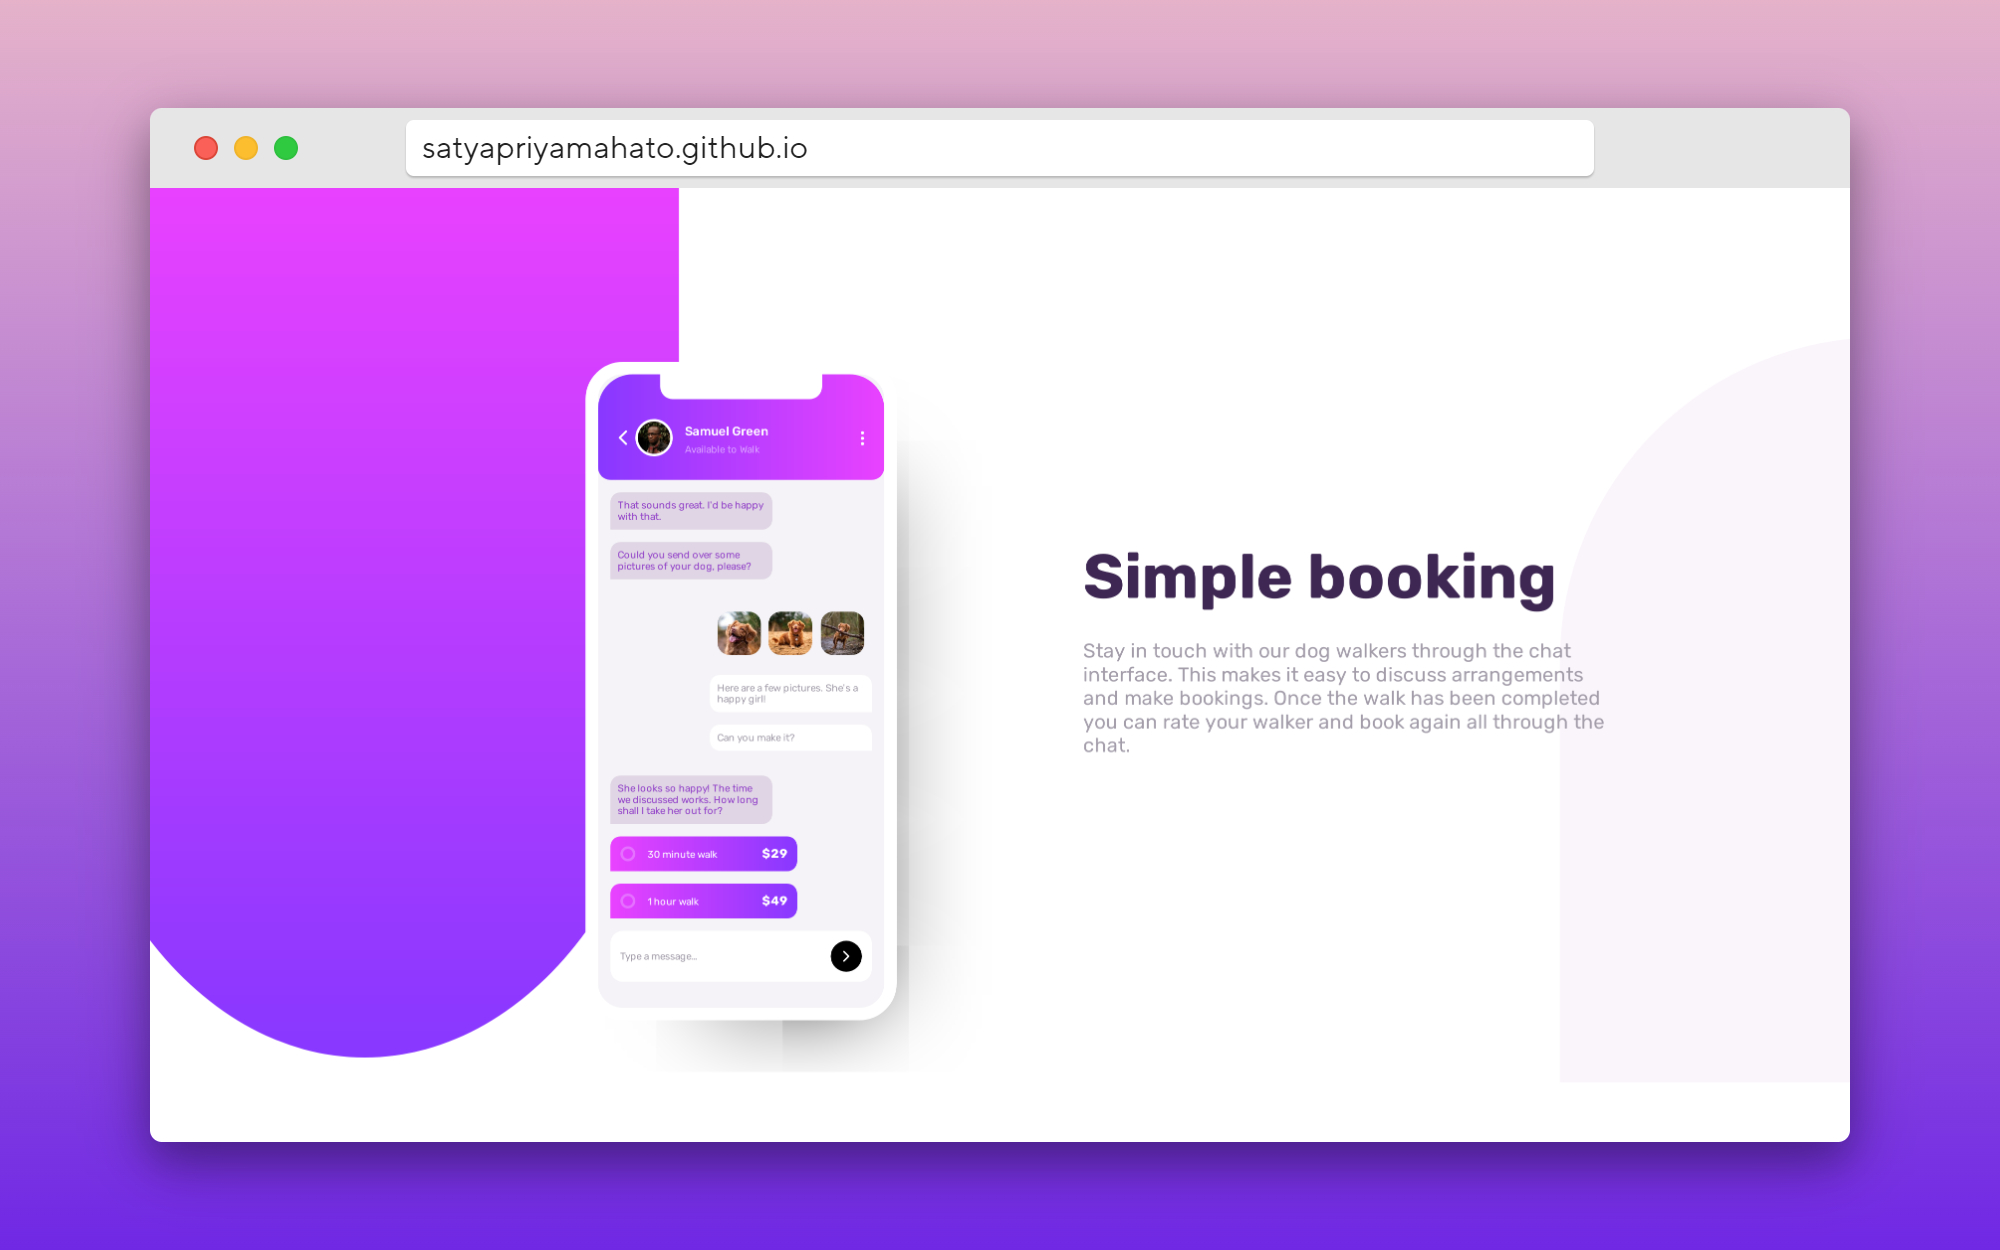 satyapriyamahato.github.io
Samuel Green
Available to Walk
That sounds great. I'd be happy
with that.
Could you send over some
pictures of your dog, please?
Here are a few pictures. She's a
happy girl!
Can you make it?
She looks so happy! The time
we discussed works. How long
shall I take her out for?
30 minute walk $29
1 hour walk $49
Type a message...
Simple booking
Stay in touch with our dog walkers through the chat
interface. This makes it easy to discuss arrangements
and make bookings. Once the walk has been completed
you can rate your walker and book again all through the
chat.